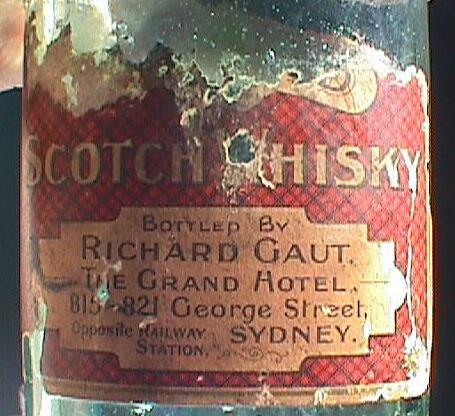 SCOTCH WHISKY
BOTTLED BY
RICHARD GAUT.
THE GRAND HOTEL.
815-821 George Street,
Opposite RAILWAY STATION. SYDNEY.